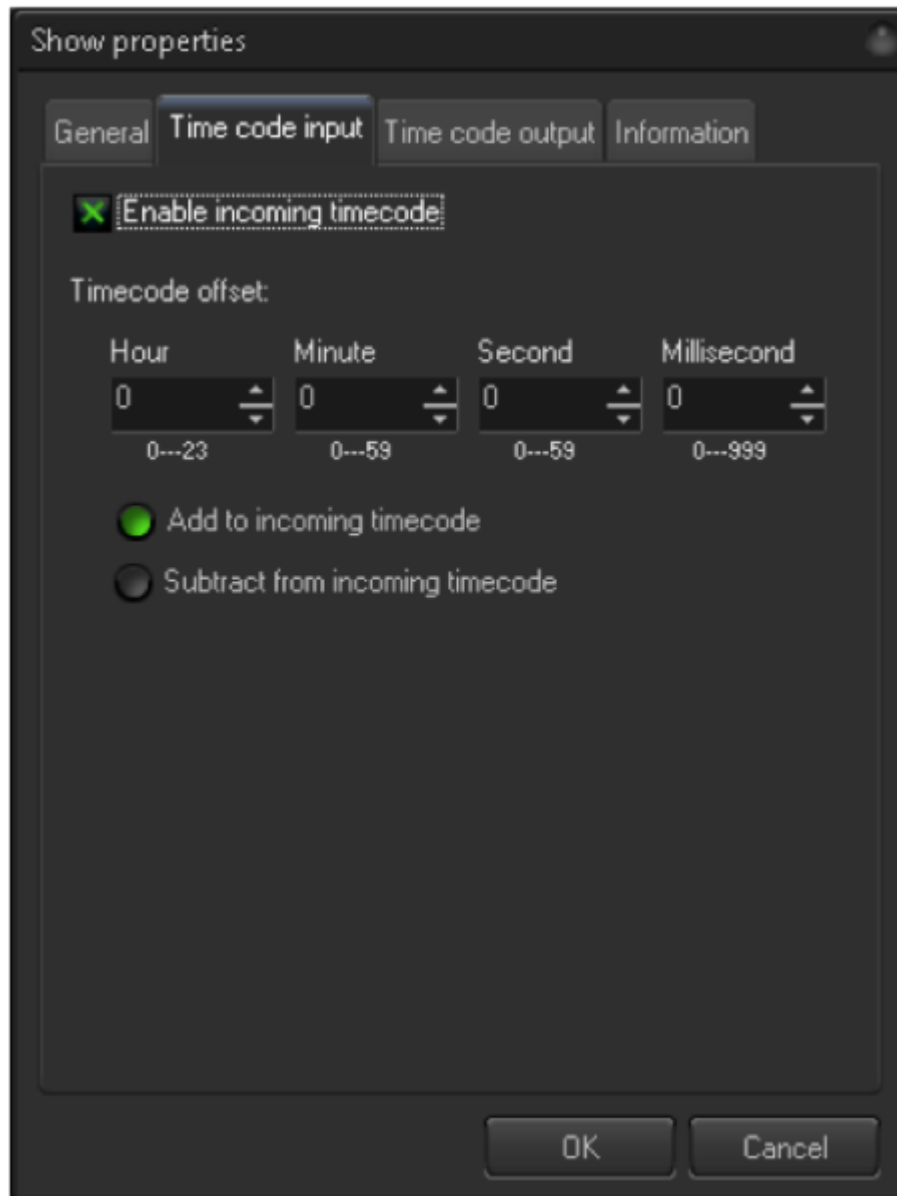 Show properties
General Time code input Time code output Information
Enable incoming timecode
Timecode offset:
Hour Minute Second Millisecond
0 0 0 0
0---23 0---59 0---59 0---999
Add to incoming timecode
Subtract from incoming timecode
OK Cancel